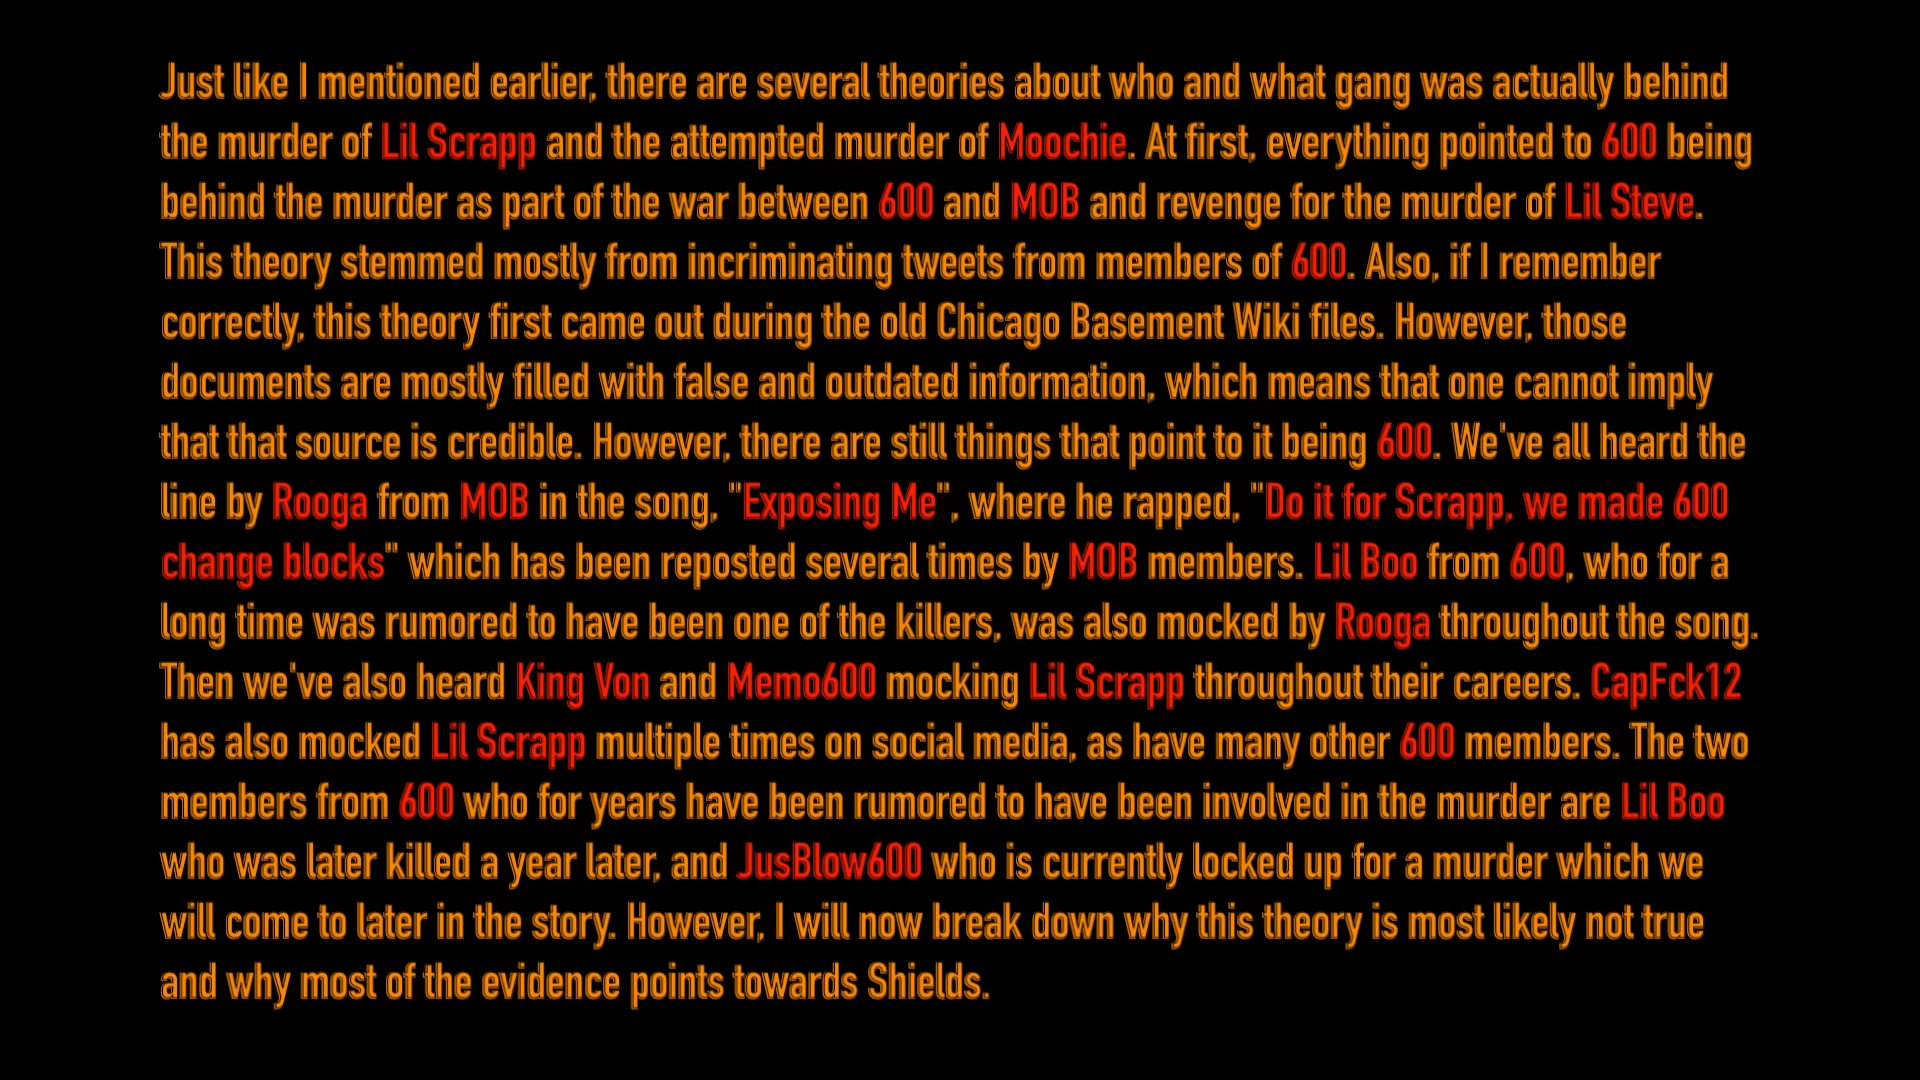 Just like I mentioned earlier, there are several theories about who and what gang was actually behind
the murder of Lil Scrapp and the attempted murder of Moochie. At first, everything pointed to 600 being
behind the murder as part of the war between 600 and MOB and revenge for the murder of Lil Steve.
This theory stemmed mostly from incriminating tweets from members of 600. Also, if I remember
correctly, this theory first came out during the old Chicago Basement Wiki files. However, those
documents are mostly filled with false and outdated information, which means that one cannot imply
that that source is credible. However, there are still things that point to it being 600. We've all heard the
line by Rooga from MOB in the song, "Exposing Me", where he rapped, "Do it for Scrapp, we made 600
change blocks" which has been reposted several times by MOB members. Lil Boo from 600, who for a
long time was rumored to have been one of the killers, was also mocked by Rooga throughout the song.
Then we've also heard King Von and Memo600 mocking Lil Scrapp throughout their careers. CapFck12
has also mocked Lil Scrapp multiple times on social media, as have many other 600 members. The two
members from 600 who for years have been rumored to have been involved in the murder are Lil Boo
who was later killed a year later, and JusBlow600 who is currently locked up for a murder which we
will come to later in the story. However, I will now break down why this theory is most likely not true
and why most of the evidence points towards Shields.